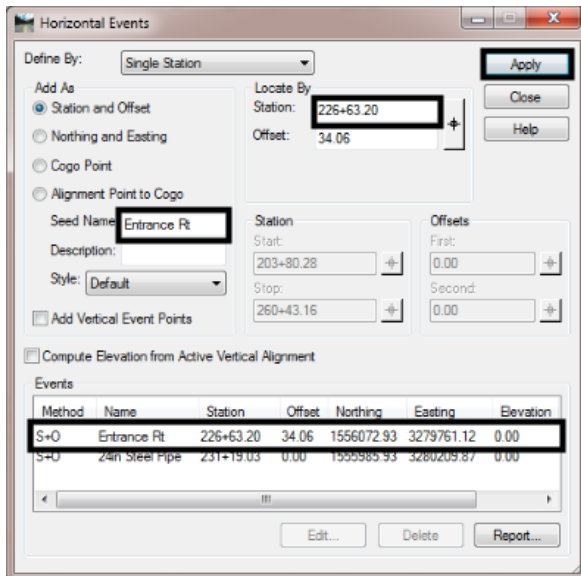 Horizontal Events
Define By: Single Station
Apply
Add As
Locate By
Close
Station and Offset
Station: 226+63.20
Help
Northing and Easting
Offset: 34.06
Cogo Point
Alignment Point to Cogo
Seed Name Entrance Rt
Station
Offsets
Description:
Start:
First:
203+80.28
0.00
Style: Default
Stop:
Second:
260+43.16
0.00
Add Vertical Event Points
Compute Elevation from Active Vertical Alignment
Events
Method Name Station Offset Northing Easting Elevation
S+O Entrance Rt 226+63.20 34.06 1556072.93 3279761.12 0.00
S+O 24in Steel Pipe 231+19.03 0.00 1555985.93 3280209.87 0.00
Edit... Delete Report...